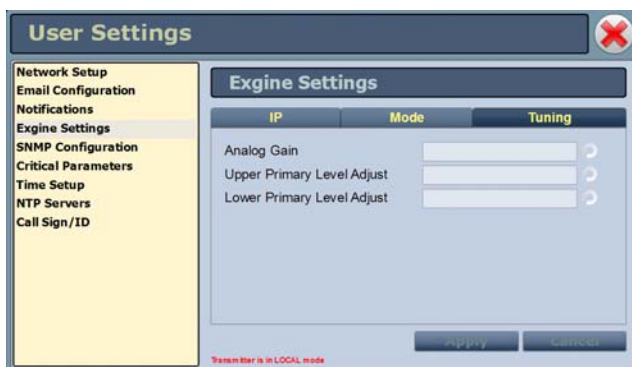 User Settings
Network Setup
Email Configuration
Notifications
Exgine Settings
SNMP Configuration
Critical Parameters
Time Setup
NTP Servers
Call Sign/ID
Exgine Settings
IP Mode Tuning
Analog Gain
Upper Primary Level Adjust
Lower Primary Level Adjust
Apply Cancel
Transmitter is in LOCAL mode